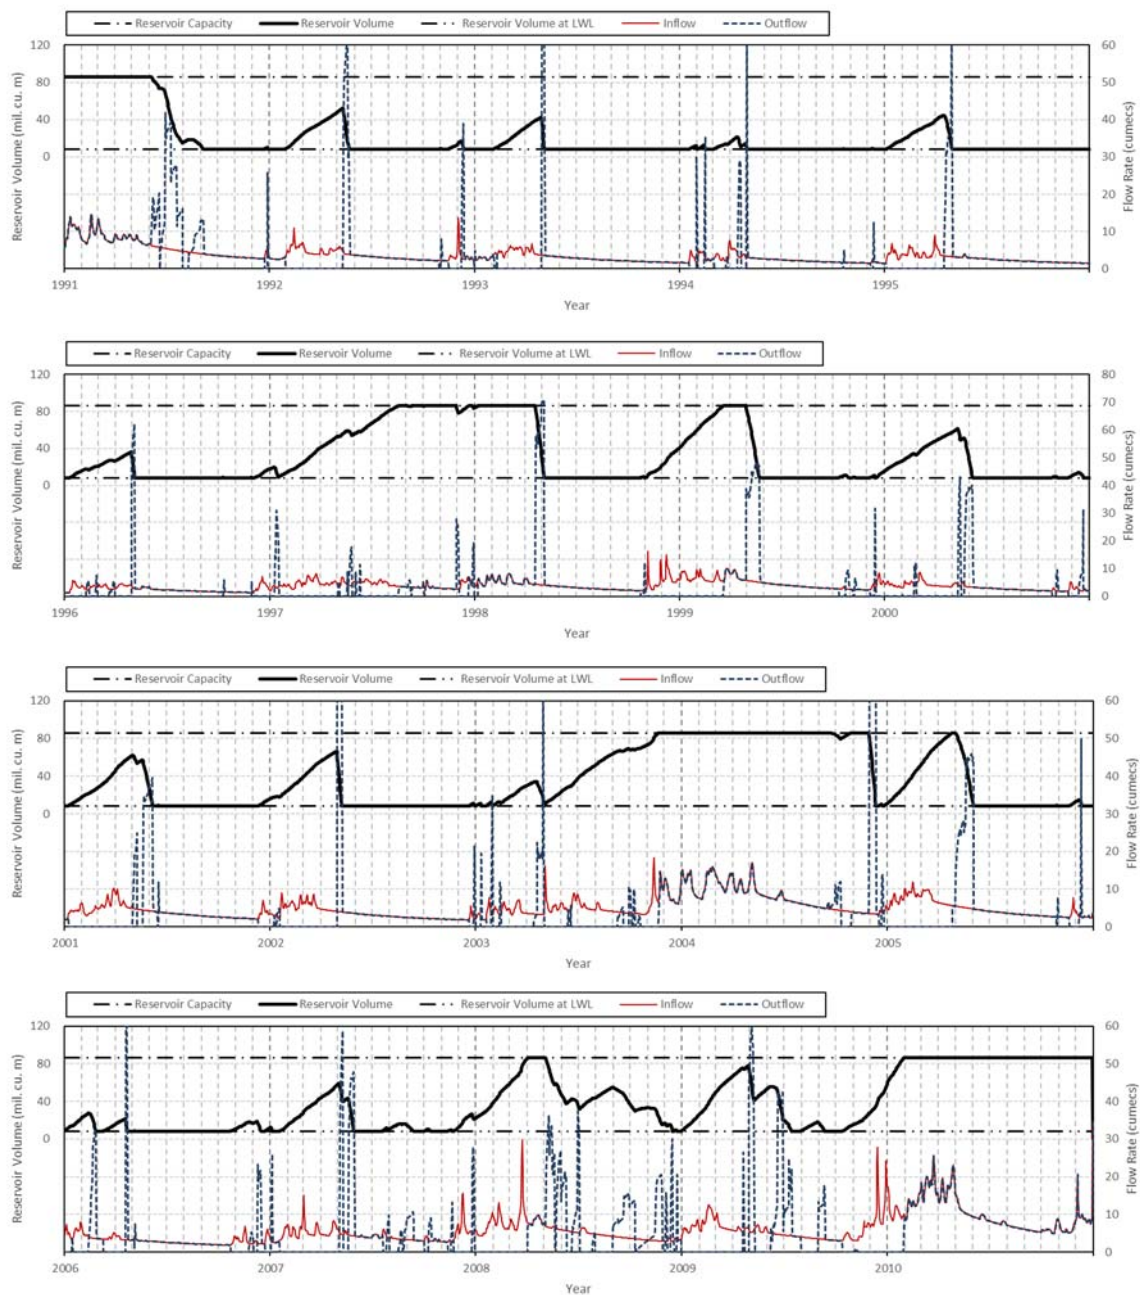 Reservoir Capacity Reservoir Volume Reservoir Volume at LWL Inflow Outflow
Reservoir Volume (mil. cu. m)
120
80
40
0
60
50
40
30
20
10
0
Flow Rate (cumecs)
1991 1992 1993 1994 1995
Year
Reservoir Capacity Reservoir Volume Reservoir Volume at LWL Inflow Outflow
Reservoir Volume (mil. cu. m)
120
80
40
0
80
70
60
50
40
30
20
10
0
Flow Rate (cumecs)
1996 1997 1998 1999 2000
Year
Reservoir Capacity Reservoir Volume Reservoir Volume at LWL Inflow Outflow
Reservoir Volume (mil. cu. m)
120
80
40
0
60
50
40
30
20
10
0
Flow Rate (cumecs)
2001 2002 2003 2004 2005
Year
Reservoir Capacity Reservoir Volume Reservoir Volume at LWL Inflow Outflow
Reservoir Volume (mil. cu. m)
120
80
40
0
60
50
40
30
20
10
0
Flow Rate (cumecs)
2006 2007 2008 2009 2010
Year